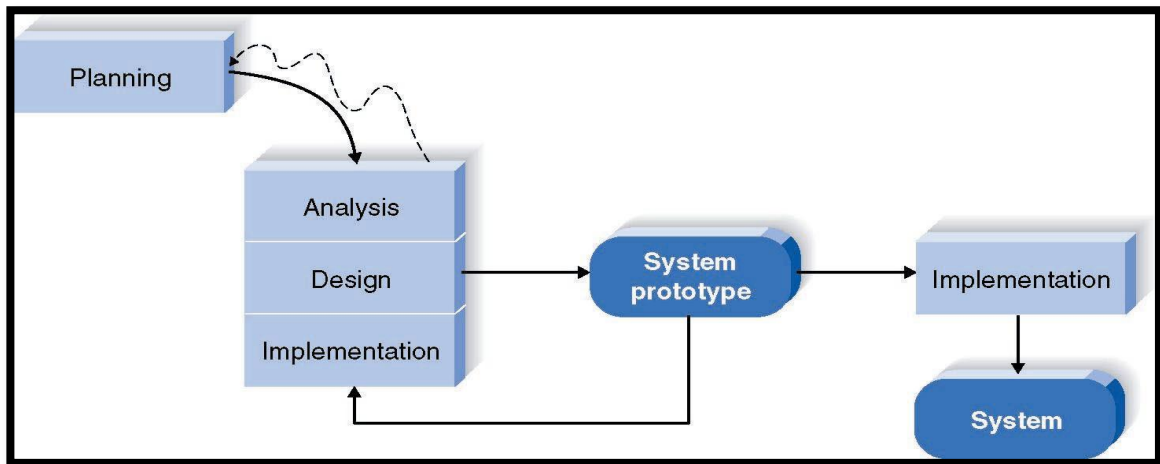 Planning
Analysis
Design
Implementation
System
prototype
Implementation
System